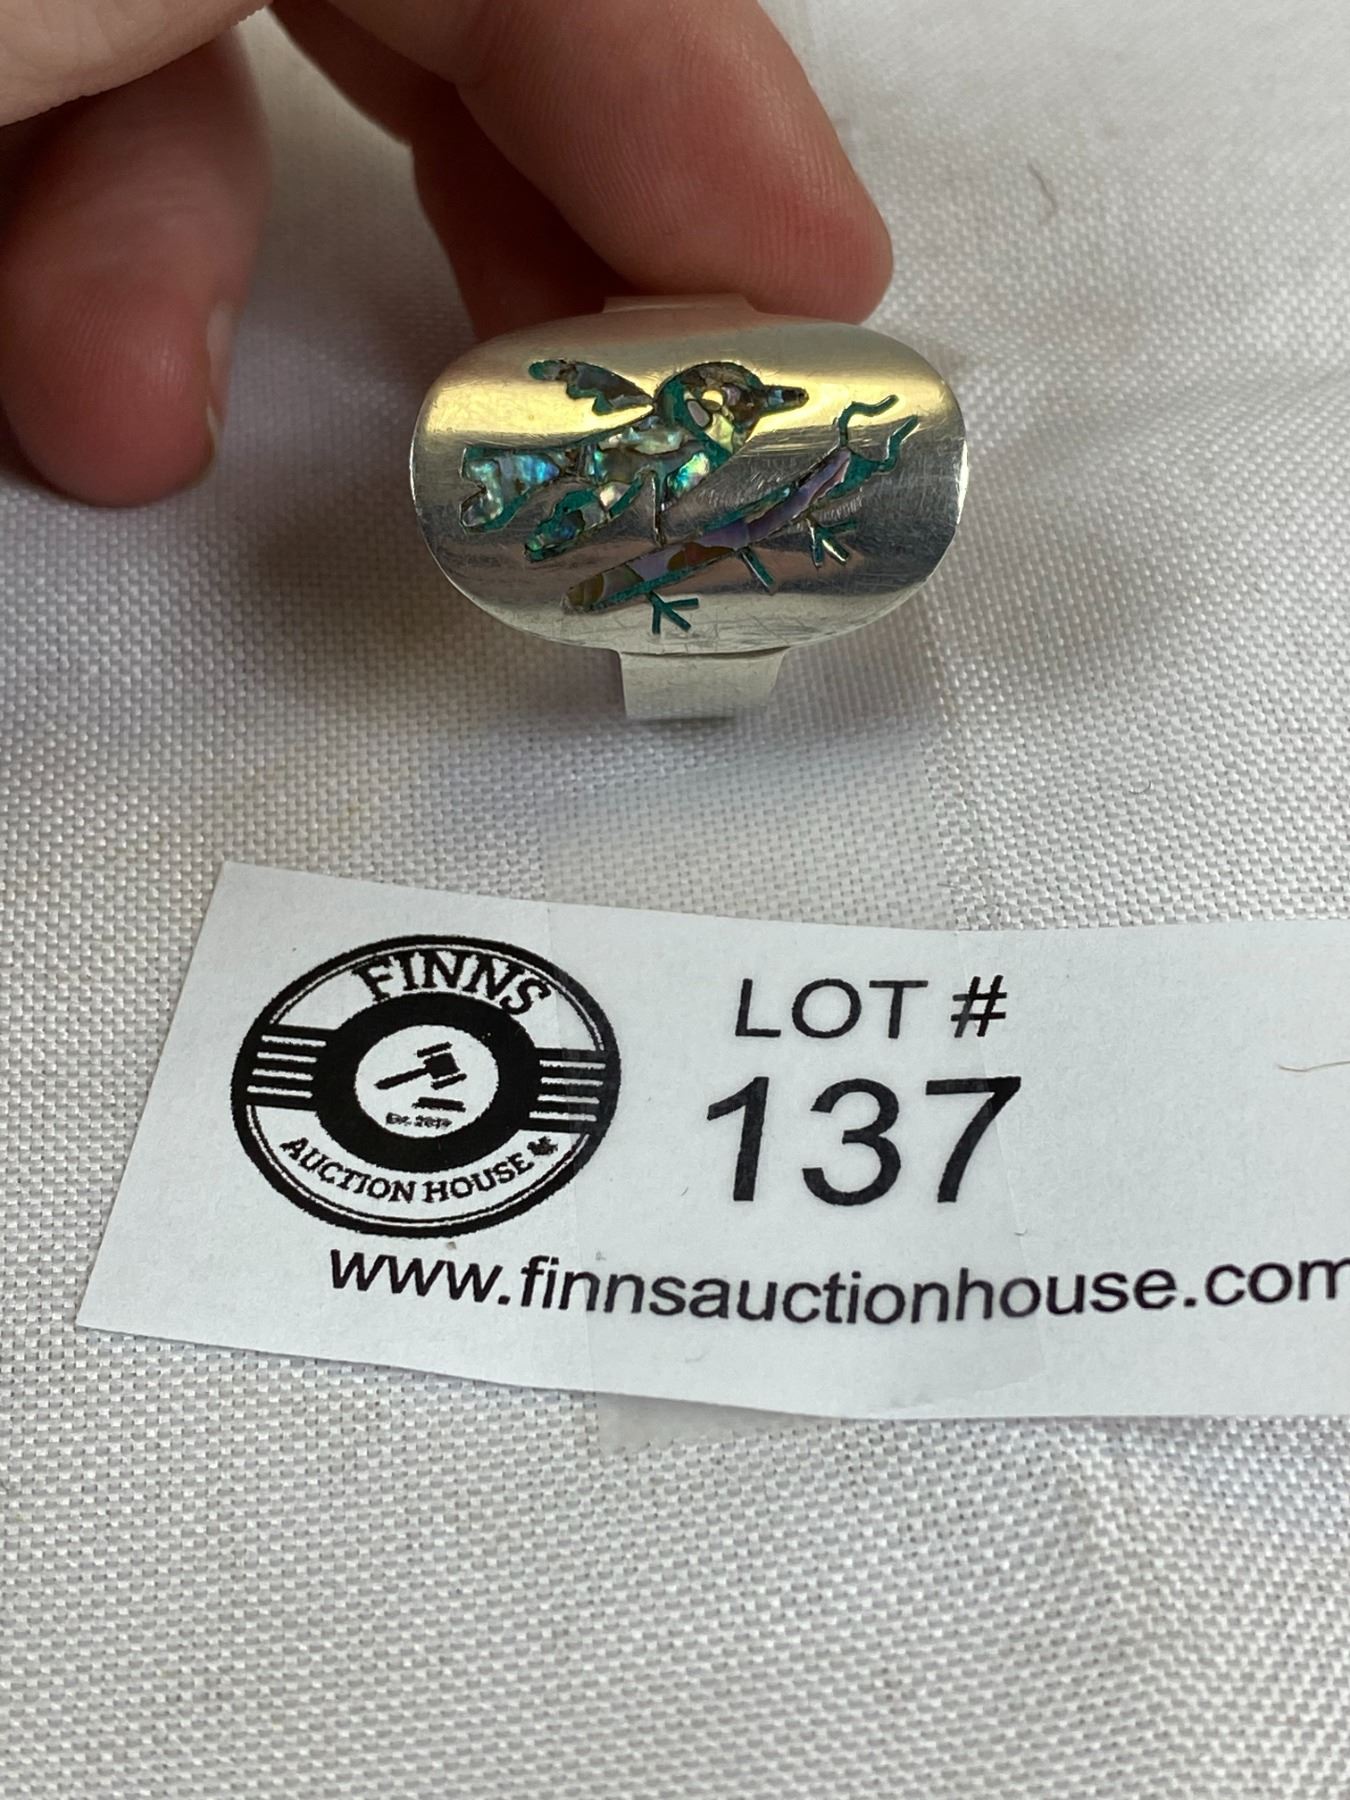 FINNS
Est. 2019
AUCTION HOUSE
LOT #
137
www.finnsauctionhouse.com